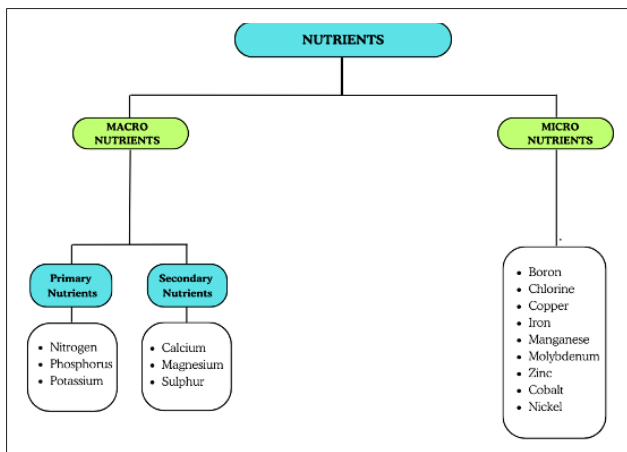 NUTRIENTS
MACRO
NUTRIENTS
MICRO
NUTRIENTS
Primary
Nutrients
Secondary
Nutrients
• Nitrogen
• Phosphorus
• Potassium
• Calcium
• Magnesium
• Sulphur
• Boron
• Chlorine
• Copper
• Iron
• Manganese
• Molybdenum
• Zinc
• Cobalt
• Nickel